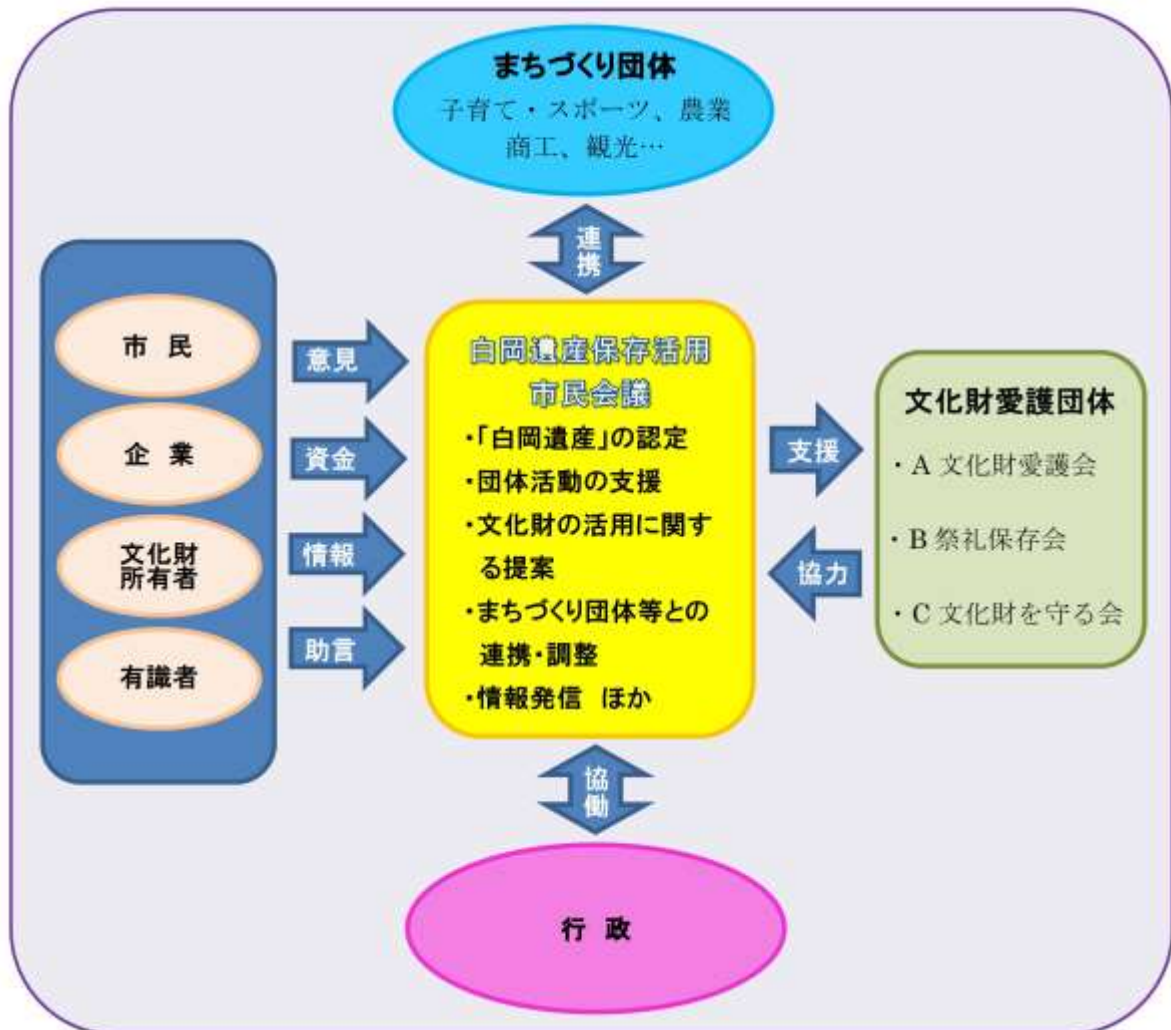 まちづくり団体
子育て・スポーツ、農業
商工、観光…
連携
市 民
企 業
文化財
所有者
有識者
意見
資金
情報
助言
白岡遺産保存活用
市民会議
・「白岡遺産」の認定
・団体活動の支援
・文化財の活用に関す
る提案
・まちづくり団体等との
連携・調整
・情報発信 ほか
支援
協力
文化財愛護団体
・A 文化財愛護会
・B 祭礼保存会
・C 文化財を守る会
協働
行 政